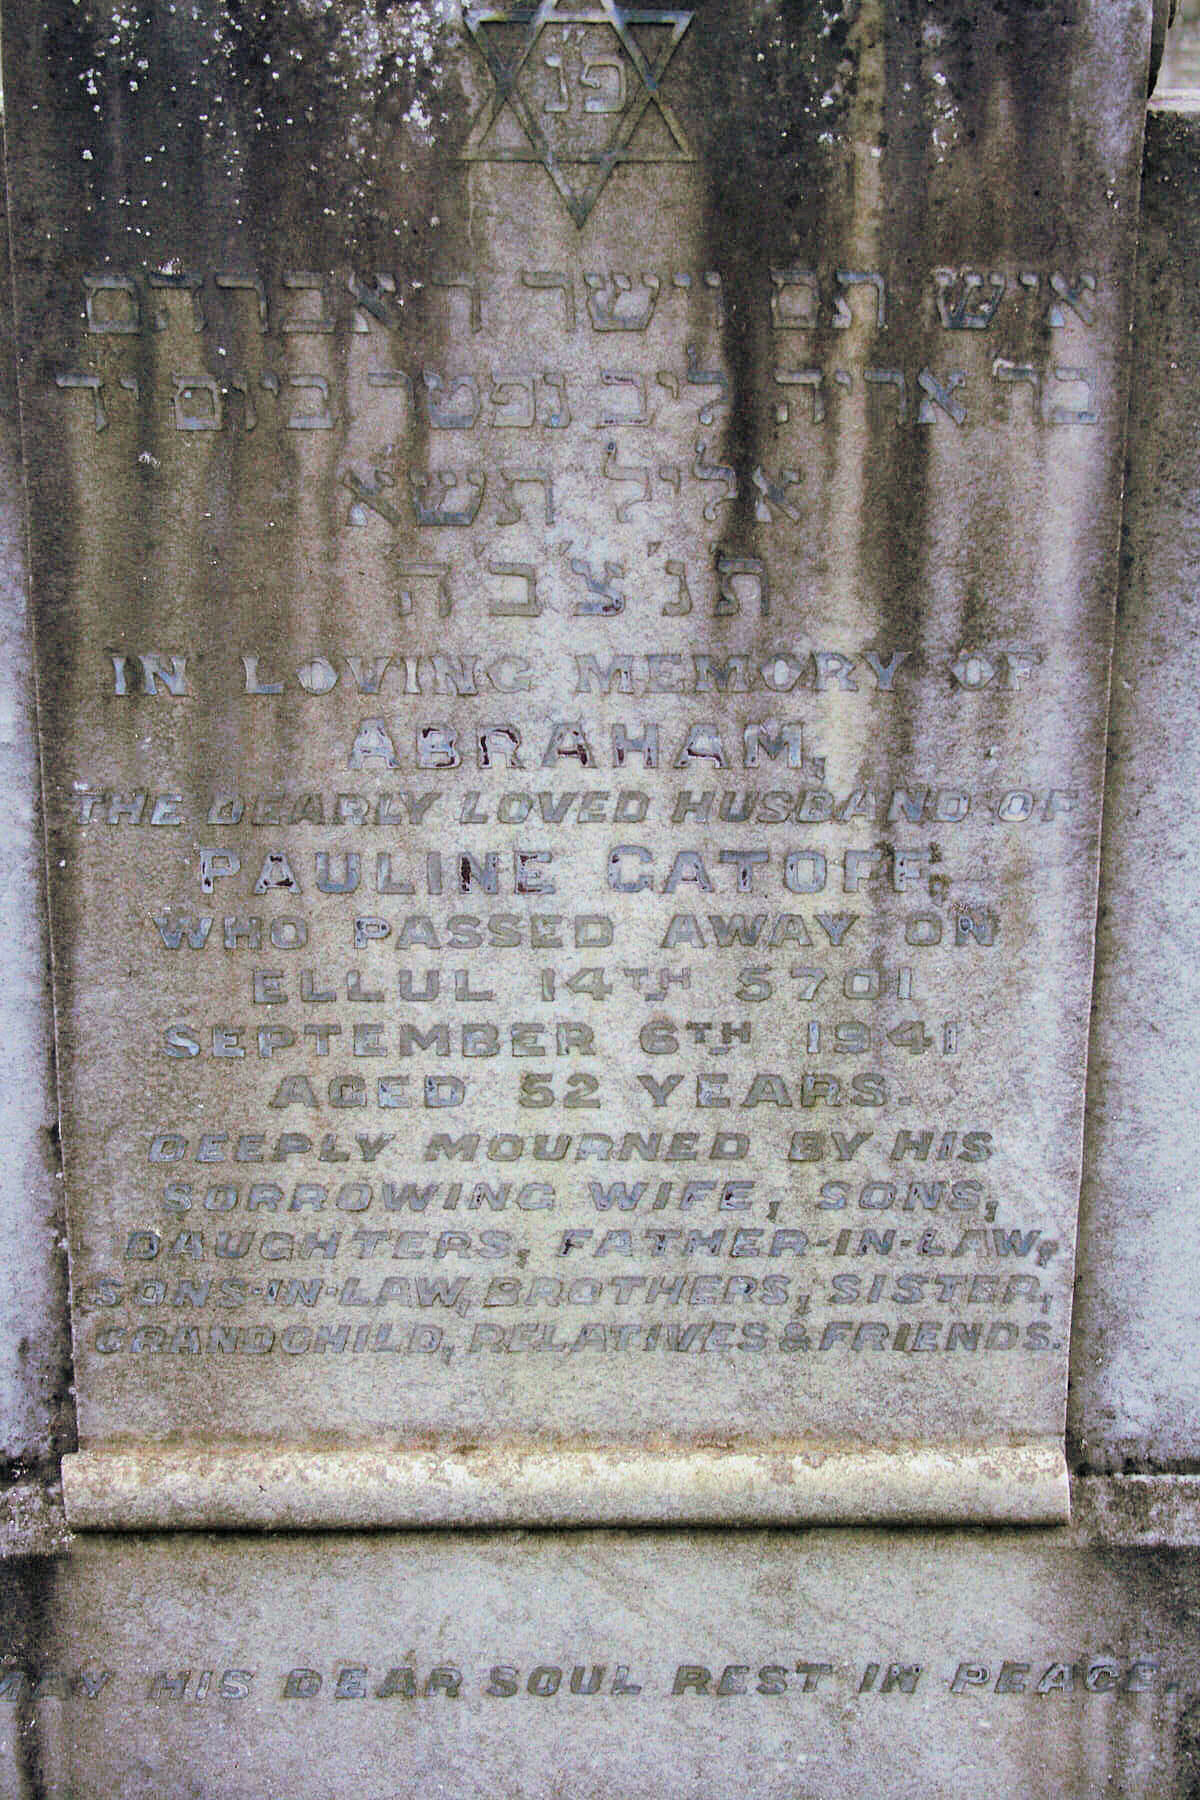 פ״נ
איש תם וישר ר אברהם
בר אריה ליב נפטר ביום יד
אליל תשא
ת׳נ׳צ׳ב׳ה
IN LOVING MEMORY OF
ABRAHAM,
THE DEARLY LOVED HUSBAND OF
PAULINE GATOFF,
WHO PASSED AWAY ON
ELLUL 14TH 5701
SEPTEMBER 6TH 1941
AGED 52 YEARS.
DEEPLY MOURNED BY HIS
SORROWING WIFE, SONS,
DAUGHTERS, FATHER-IN-LAW,
SONS-IN-LAW, BROTHERS, SISTER,
GRANDCHILD, RELATIVES & FRIENDS.
MAY HIS DEAR SOUL REST IN PEACE.